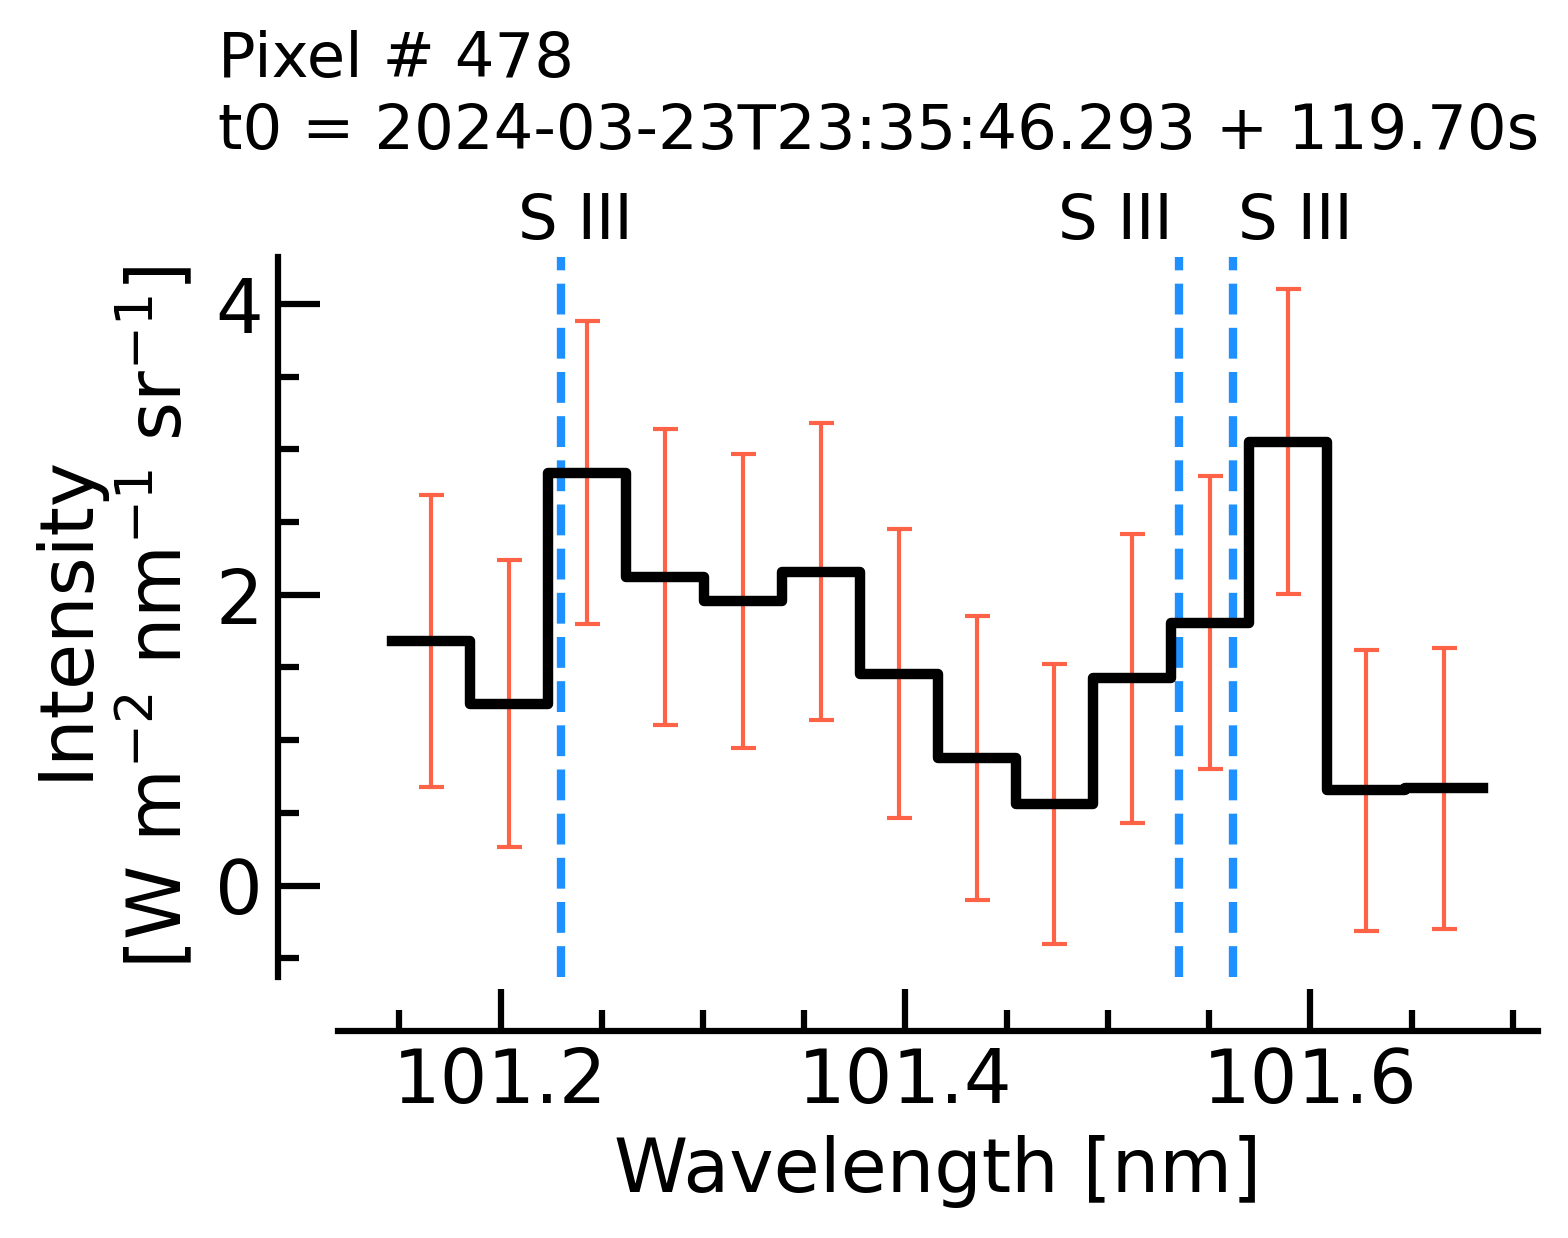 Pixel # 478
t0 = 2024-03-23T23:35:46.293 + 119.70s
S III S III S III
Intensity
[W m⁻² nm⁻¹ sr⁻¹]
4
2
0
101.2 101.4 101.6
Wavelength [nm]